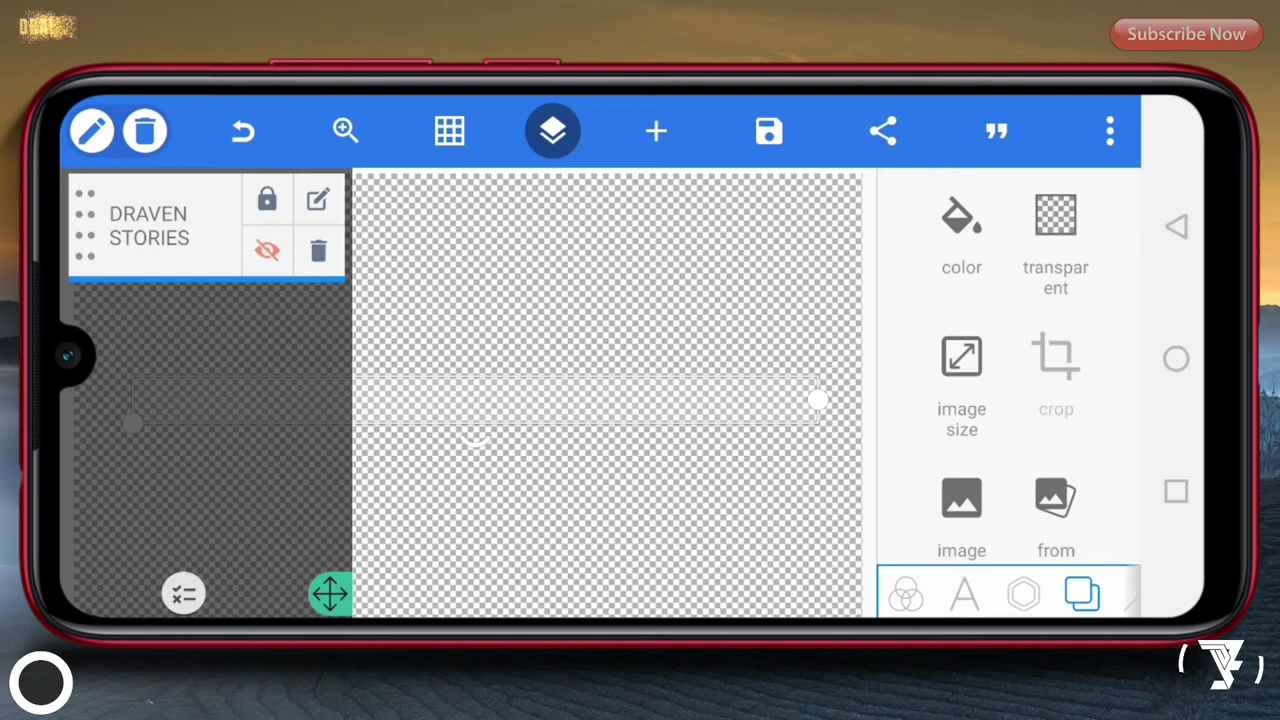 Subscribe Now
DRAVEN
STORIES
color
transpar
ent
image
size
crop
image
from